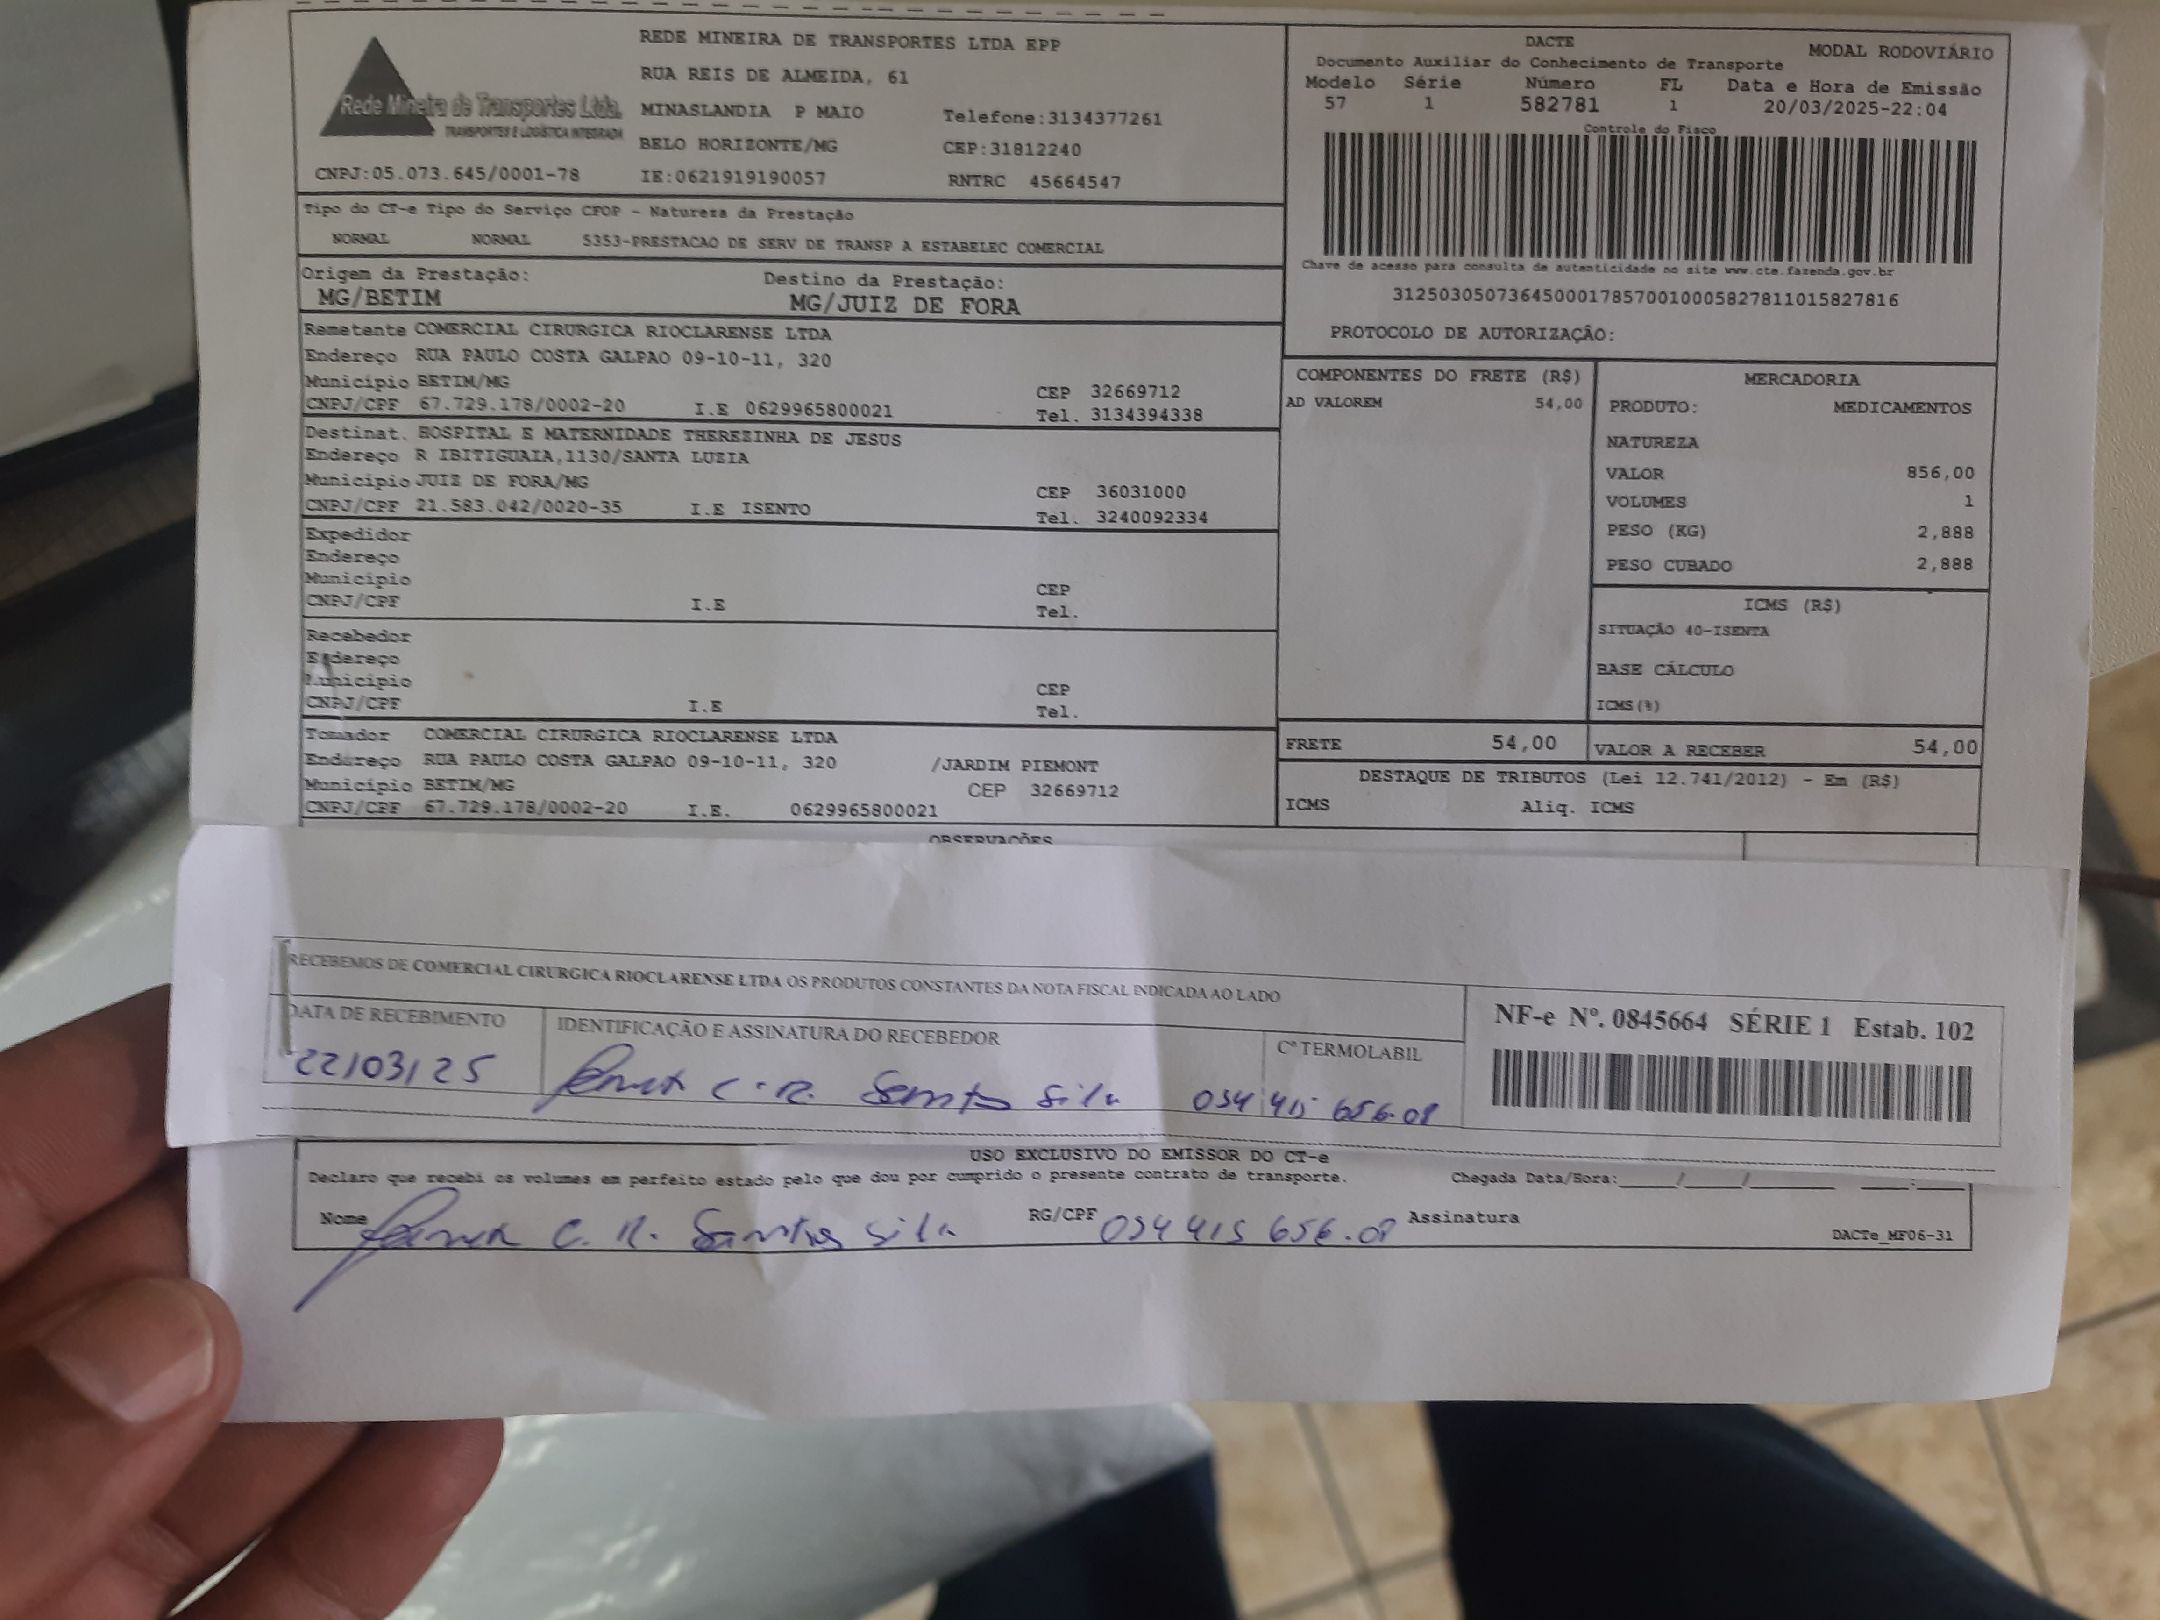 Rede Mineira de Transportes Ltda.
TRANSPORTES E LOGÍSTICA INTEGRADA
REDE MINEIRA DE TRANSPORTES LTDA EPP
RUA REIS DE ALMEIDA, 61
MINASLANDIA P MAIO Telefone:3134377261
BELO HORIZONTE/MG CEP:31812240
CNPJ:05.073.645/0001-78 IE:0621919190057 RNTRC 45664547
DACTE MODAL RODOVIÁRIO
Documento Auxiliar do Conhecimento de Transporte
Modelo Série Número FL Data e Hora de Emissão
57 1 582781 1 20/03/2025-22:04
Controle do Fisco
Chave de acesso para consulta de autenticidade no site www.cte.fazenda.gov.br
31250305073645000178570010005827811015827816
PROTOCOLO DE AUTORIZAÇÃO:
Tipo do CT-e Tipo do Serviço CFOP - Natureza da Prestação
NORMAL NORMAL 5353-PRESTACAO DE SERV DE TRANSP A ESTABELEC COMERCIAL
Origem da Prestação: Destino da Prestação:
MG/BETIM MG/JUIZ DE FORA
Remetente COMERCIAL CIRURGICA RIOCLARENSE LTDA
Endereço RUA PAULO COSTA GALPAO 09-10-11, 320
Município BETIM/MG CEP 32669712
CNPJ/CPF 67.729.178/0002-20 I.E 0629965800021 Tel. 3134394338
Destinat. HOSPITAL E MATERNIDADE THEREZINHA DE JESUS
Endereço R IBITIGUAIA,1130/SANTA LUZIA
Município JUIZ DE FORA/MG CEP 36031000
CNPJ/CPF 21.583.042/0020-35 I.E ISENTO Tel. 3240092334
Expedidor
Endereço
Município CEP
CNPJ/CPF I.E Tel.
Recebedor
Endereço
Município CEP
CNPJ/CPF I.E Tel.
Tomador COMERCIAL CIRURGICA RIOCLARENSE LTDA
Endereço RUA PAULO COSTA GALPAO 09-10-11, 320 /JARDIM PIEMONT
Município BETIM/MG CEP 32669712
CNPJ/CPF 67.729.178/0002-20 I.E. 0629965800021
COMPONENTES DO FRETE (R$)
AD VALOREM 54,00
MERCADORIA
PRODUTO: MEDICAMENTOS
NATUREZA
VALOR 856,00
VOLUMES 1
PESO (KG) 2,888
PESO CUBADO 2,888
ICMS (R$)
SITUAÇÃO 40-ISENTA
BASE CÁLCULO
ICMS(%)
FRETE 54,00 VALOR A RECEBER 54,00
DESTAQUE DE TRIBUTOS (Lei 12.741/2012) - Em (R$)
ICMS Aliq. ICMS
OBSERVAÇÕES
RECEBEMOS DE COMERCIAL CIRURGICA RIOCLARENSE LTDA OS PRODUTOS CONSTANTES DA NOTA FISCAL INDICADA AO LADO
DATA DE RECEBIMENTO IDENTIFICAÇÃO E ASSINATURA DO RECEBEDOR Cª TERMOLABIL
22/03/25 C. R. Santos Silva
NF-e Nº. 0845664 SÉRIE 1 Estab. 102
USO EXCLUSIVO DO EMISSOR DO CT-e
Declaro que recebi os volumes em perfeito estado pelo que dou por cumprido o presente contrato de transporte. Chegada Data/Hora:_____/_____/_______ ____:____
Nome C. R. Santos Silva RG/CPF Assinatura
DACTe_MF06-31